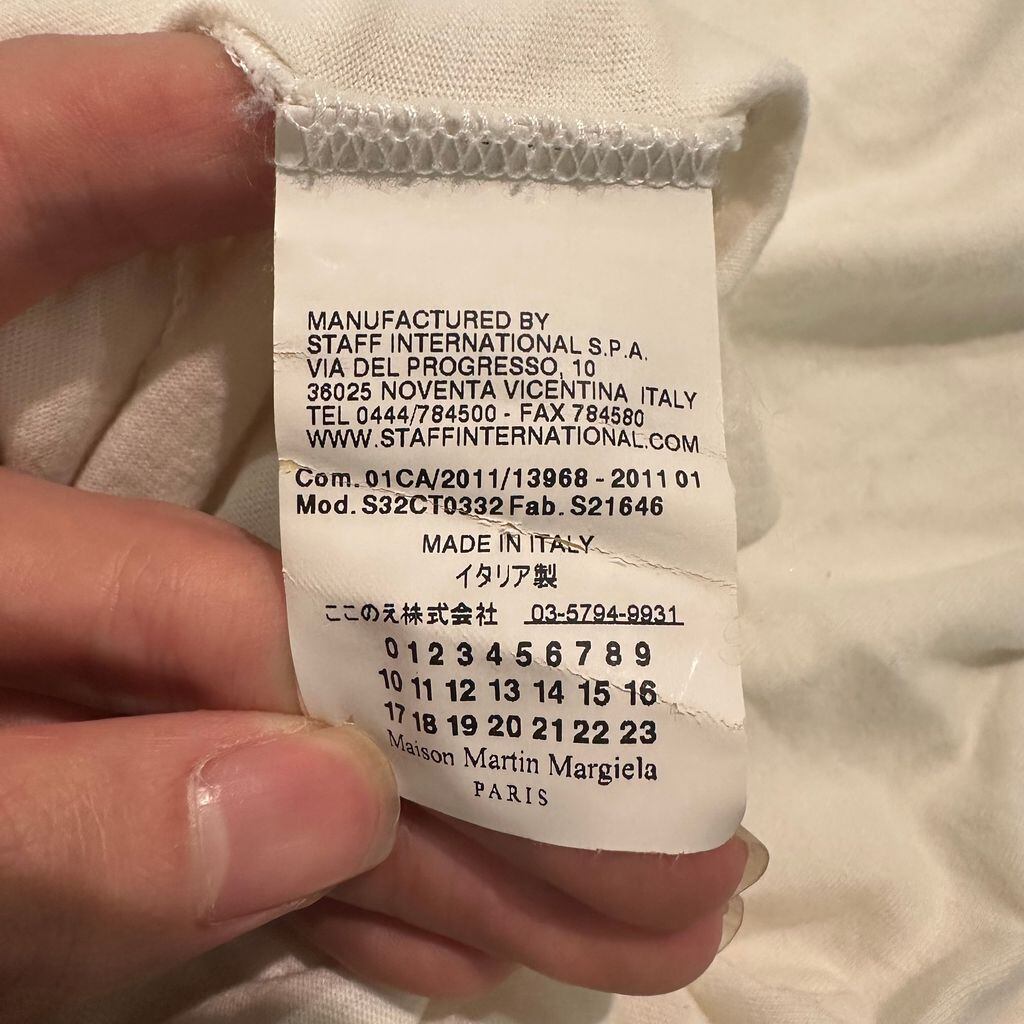 MANUFACTURED BY
STAFF INTERNATIONAL S.P.A.
VIA DEL PROGRESSO, 10
36025 NOVENTA VICENTINA ITALY
TEL 0444/784500 - FAX 784580
WWW.STAFFINTERNATIONAL.COM
Com. 01CA/2011/13968 - 2011 01
Mod. S32CT0332 Fab. S21646
MADE IN ITALY
イタリア製
ここのえ株式会社 03-5794-9931
0 1 2 3 4 5 6 7 8 9
10 11 12 13 14 15 16
17 18 19 20 21 22 23
Maison Martin Margiela
PARIS